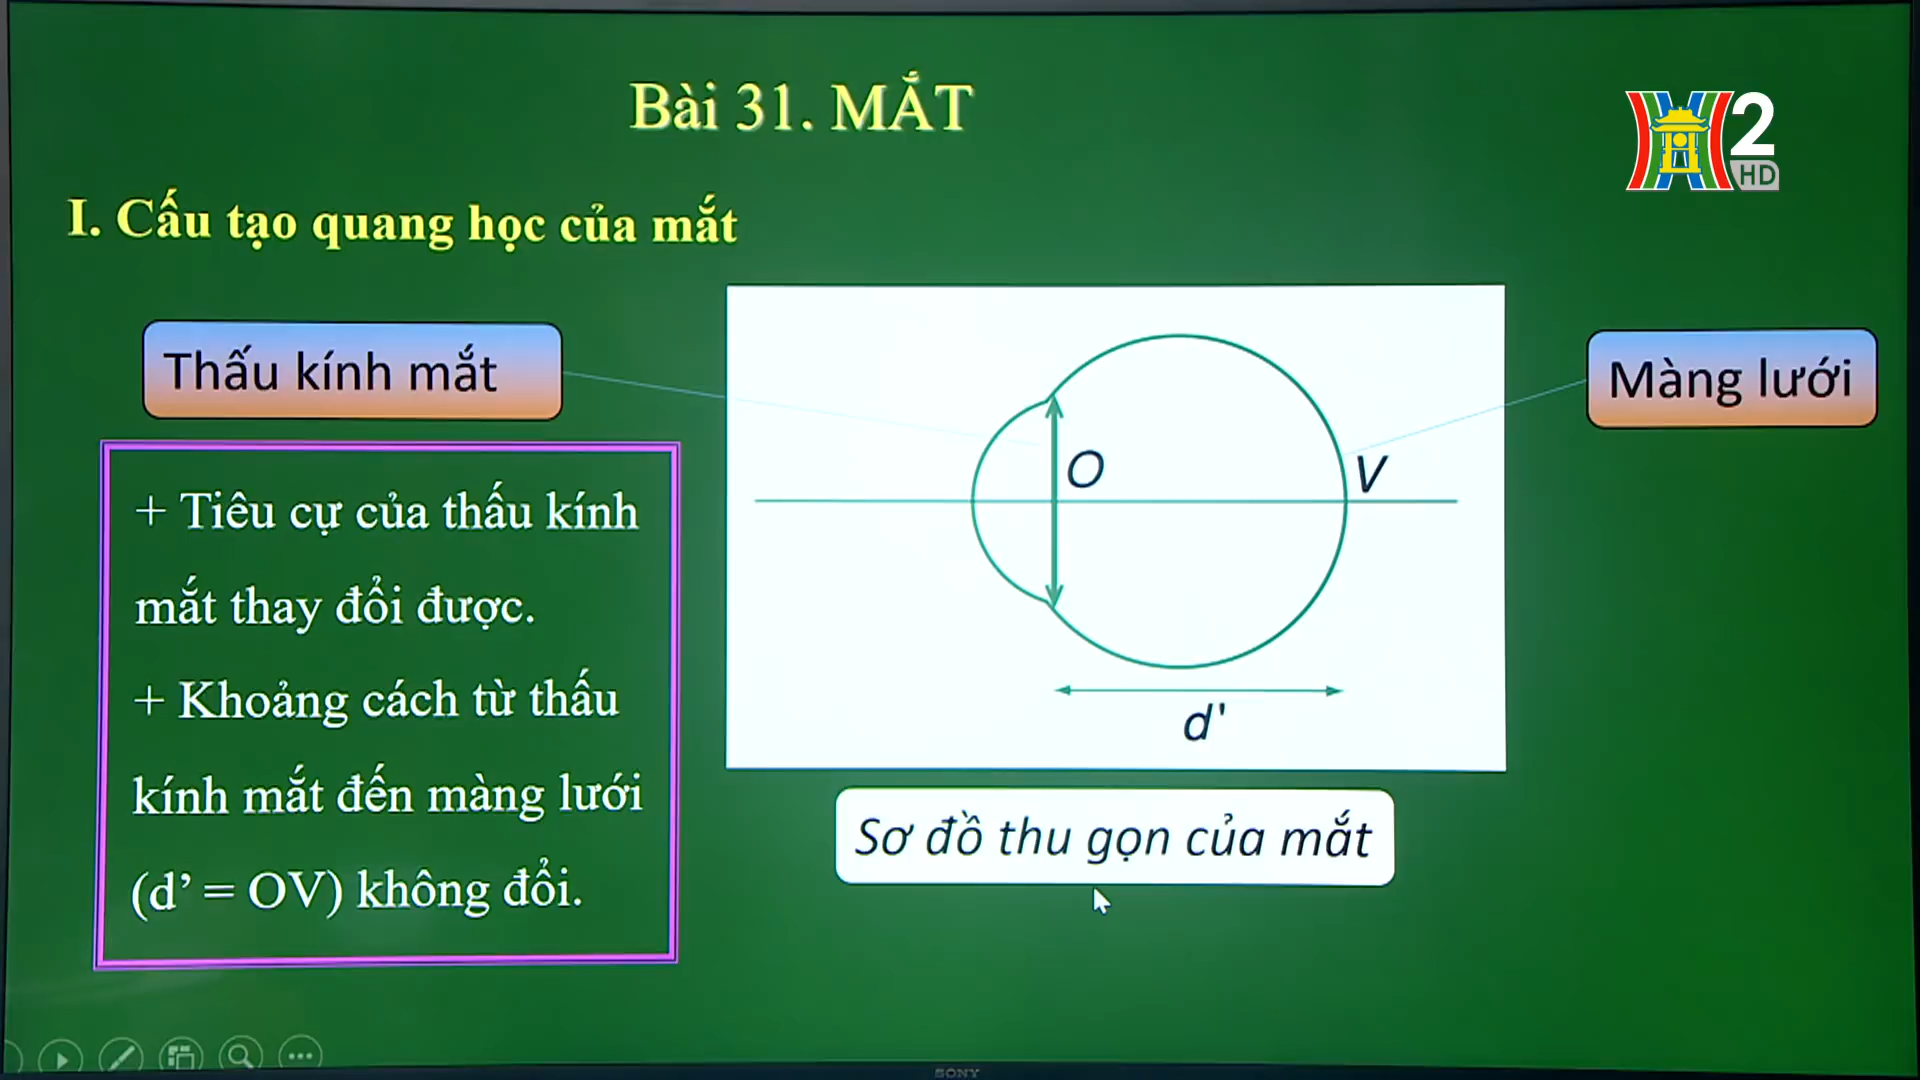 Bài 31. MẮT
2
HD
I. Cấu tạo quang học của mắt
Thấu kính mắt
Màng lưới
+ Tiêu cự của thấu kính
mắt thay đổi được.
+ Khoảng cách từ thấu
kính mắt đến màng lưới
(d’ = OV) không đổi.
O
V
d'
Sơ đồ thu gọn của mắt
SONY